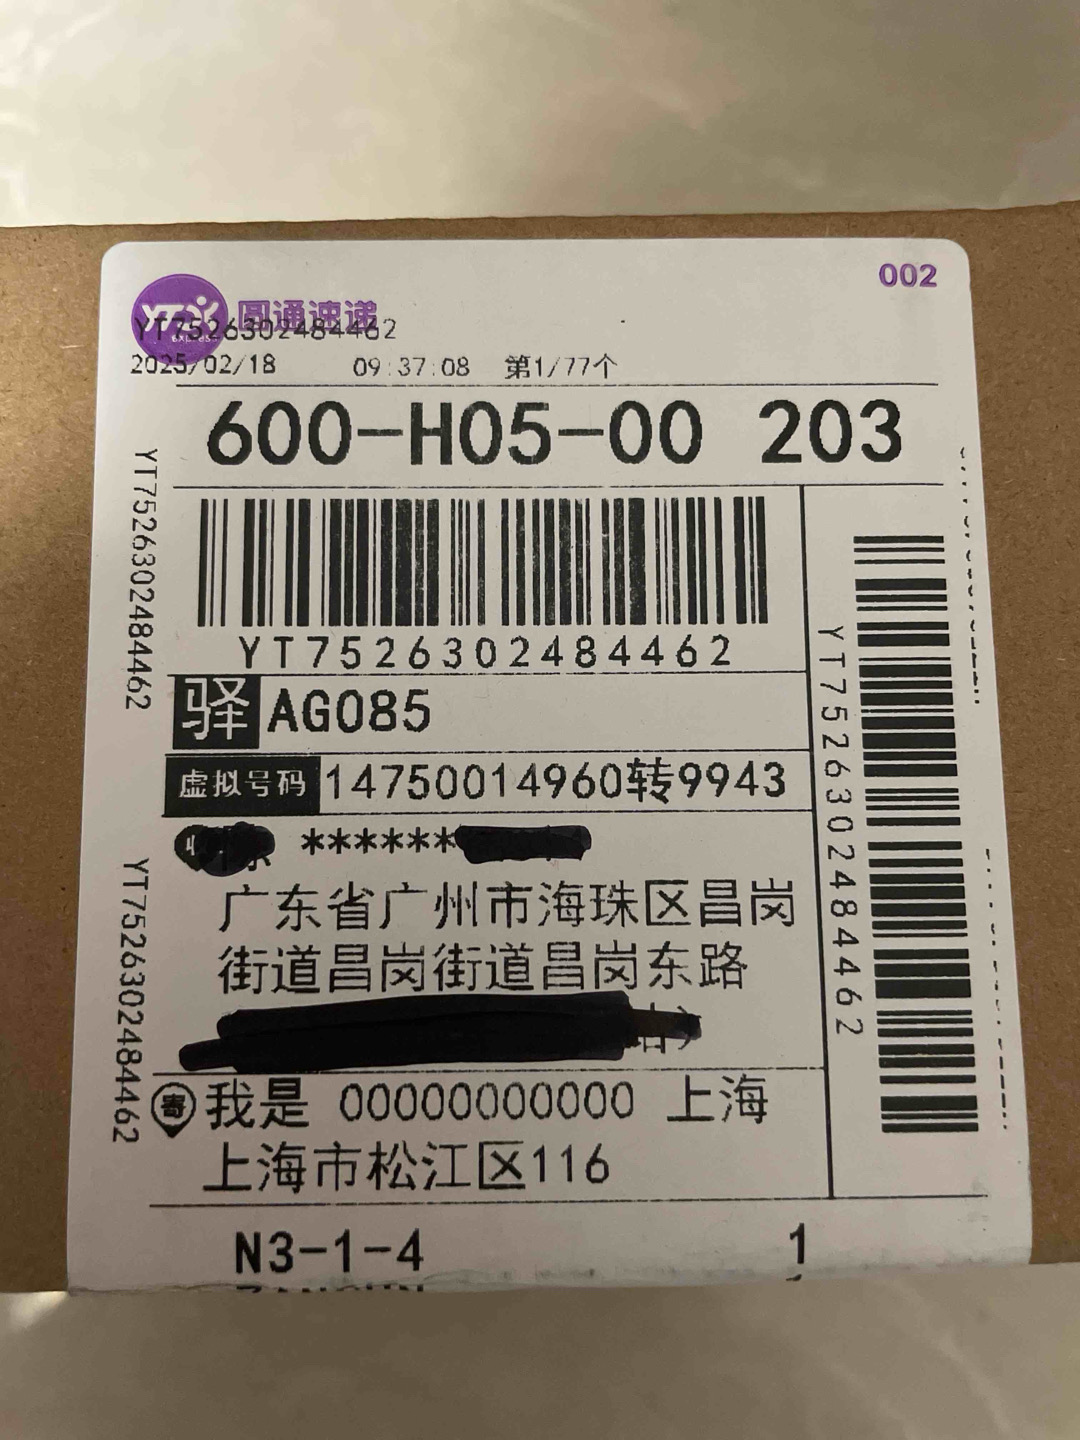 002
圆通速递
YT7526302484462
2025/02/18 09:37:08 第1/77个
600-H05-00 203
YT7526302484462
YT7526302484462
驿 AG085
虚拟号码 14750014960转9943
******
广东省广州市海珠区昌岗
街道昌岗街道昌岗东路
寄 我是 00000000000 上海
上海市松江区116
N3-1-4 1
YT7526302484462
YT7526302484462